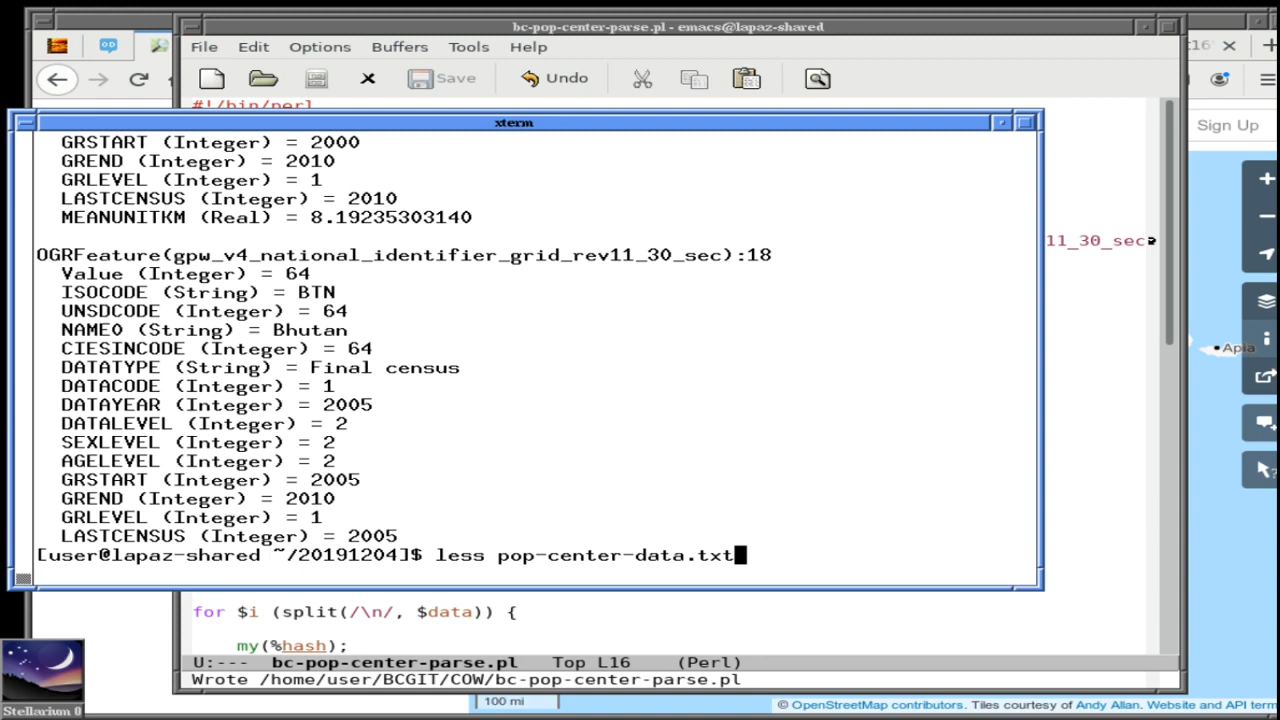 bc-pop-center-parse.pl - emacs@lapaz-shared
File Edit Options Buffers Tools Help
Save Undo
#!/bin/perl
Sign Up
xterm
GRSTART (Integer) = 2000
GREND (Integer) = 2010
GRLEVEL (Integer) = 1
LASTCENSUS (Integer) = 2010
MEANUNITKM (Real) = 8.19235303140
11_30_sec
OGRFeature(gpw_v4_national_identifier_grid_rev11_30_sec):18
Value (Integer) = 64
ISOCODE (String) = BTN
UNSDCODE (Integer) = 64
NAME0 (String) = Bhutan
CIESINCODE (Integer) = 64
Apia
DATATYPE (String) = Final census
DATACODE (Integer) = 1
DATAYEAR (Integer) = 2005
DATALEVEL (Integer) = 2
SEXLEVEL (Integer) = 2
AGELEVEL (Integer) = 2
GRSTART (Integer) = 2005
GREND (Integer) = 2010
GRLEVEL (Integer) = 1
LASTCENSUS (Integer) = 2005
[user@lapaz-shared ~/20191204]$ less pop-center-data.txt
for $i (split(/\n/, $data)) {
my(%hash);
U:--- bc-pop-center-parse.pl Top L16 (Perl)
Wrote /home/user/BCGIT/COW/bc-pop-center-parse.pl
100 mi
© OpenStreetMap contributors. Tiles courtesy of Andy Allan. Website and API term
Stellarium 0